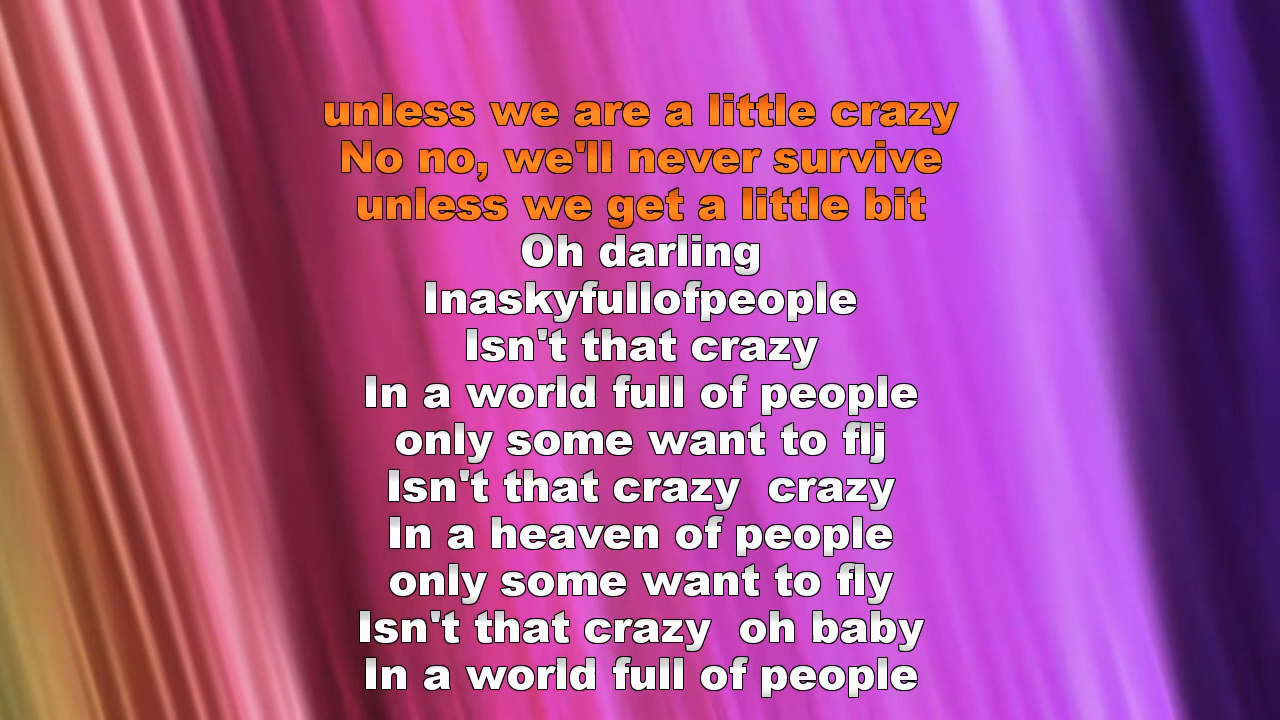 unless we are a little crazy
No no, we'll never survive
unless we get a little bit
Oh darling
Inaskyfullofpeople
Isn't that crazy
In a world full of people
only some want to flj
Isn't that crazy  crazy
In a heaven of people
only some want to fly
Isn't that crazy  oh baby
In a world full of people